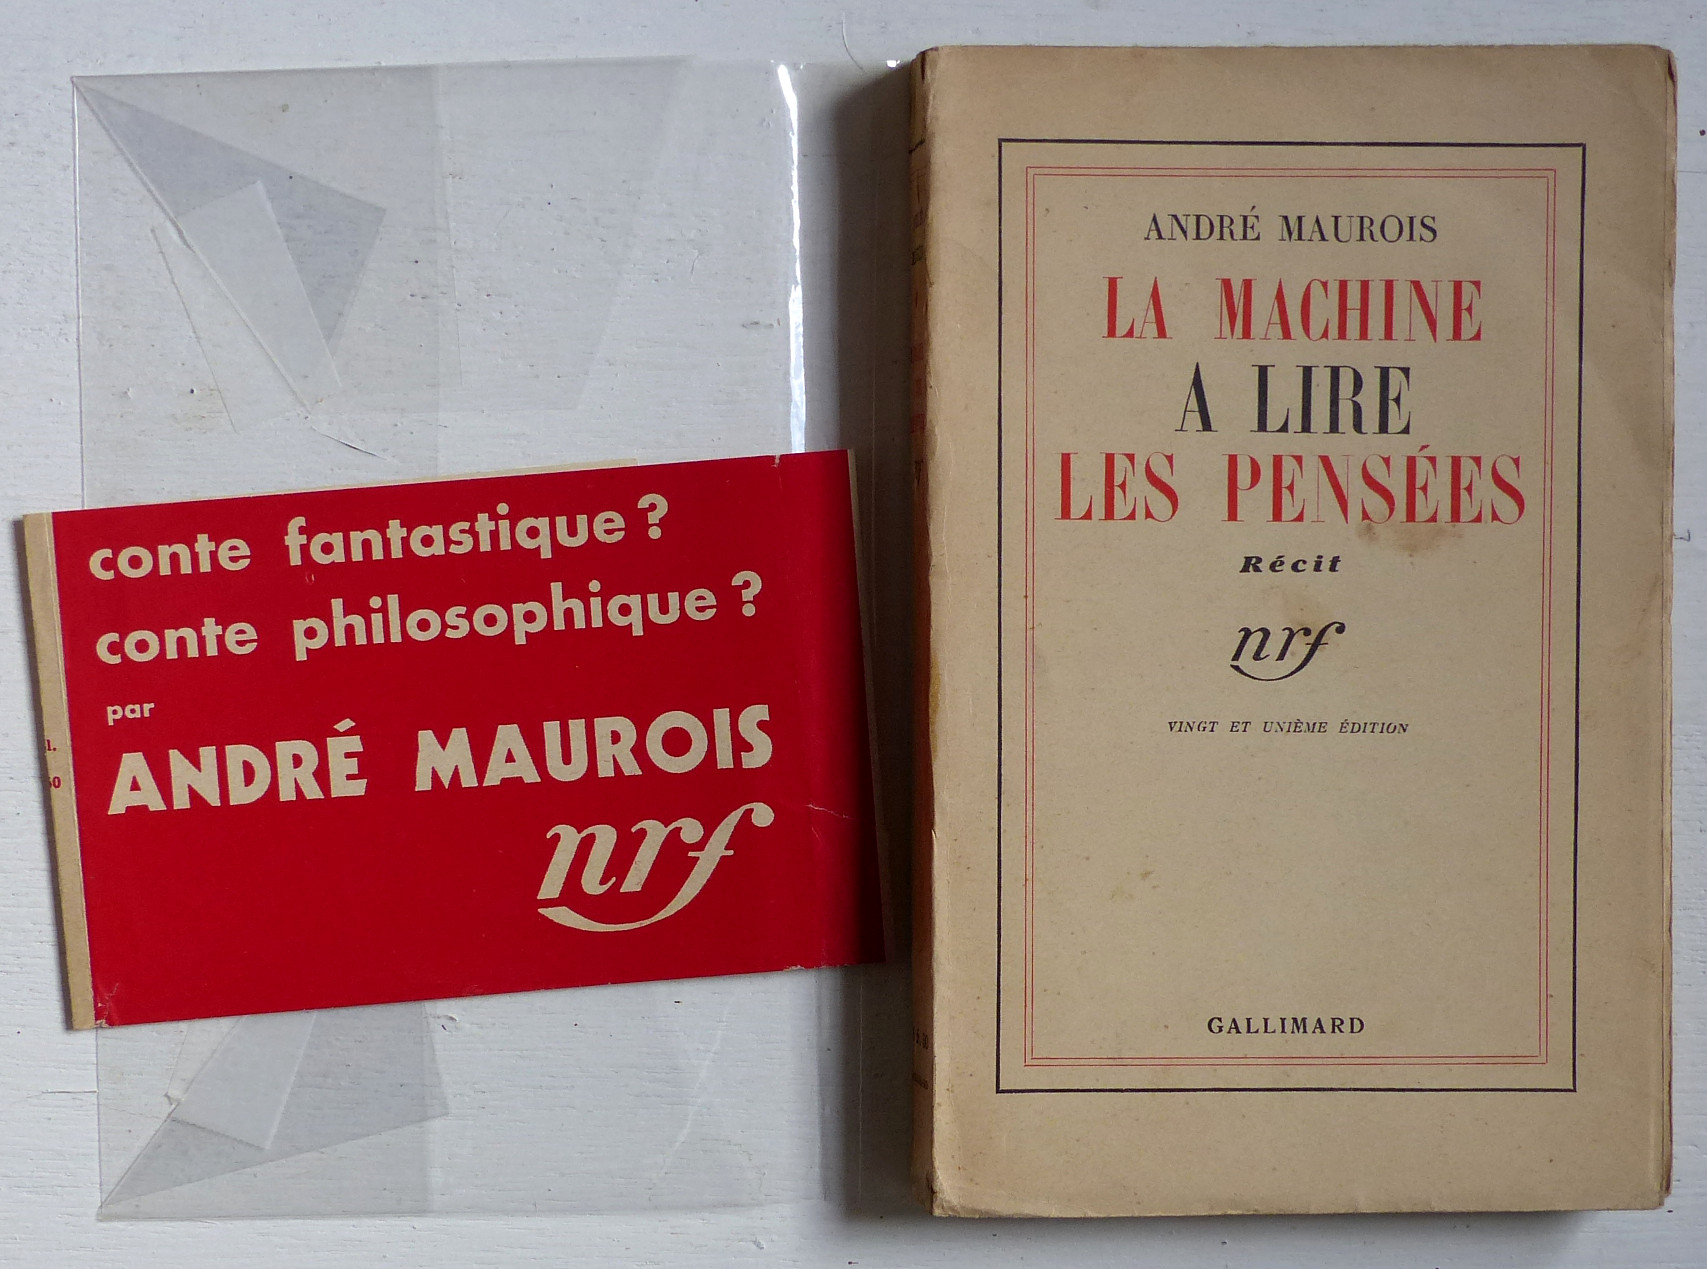 conte fantastique ?
conte philosophique ?
par
ANDRÉ MAUROIS
nrf
ANDRÉ MAUROIS
LA MACHINE
A LIRE
LES PENSÉES
Récit
nrf
VINGT ET UNIÈME ÉDITION
GALLIMARD